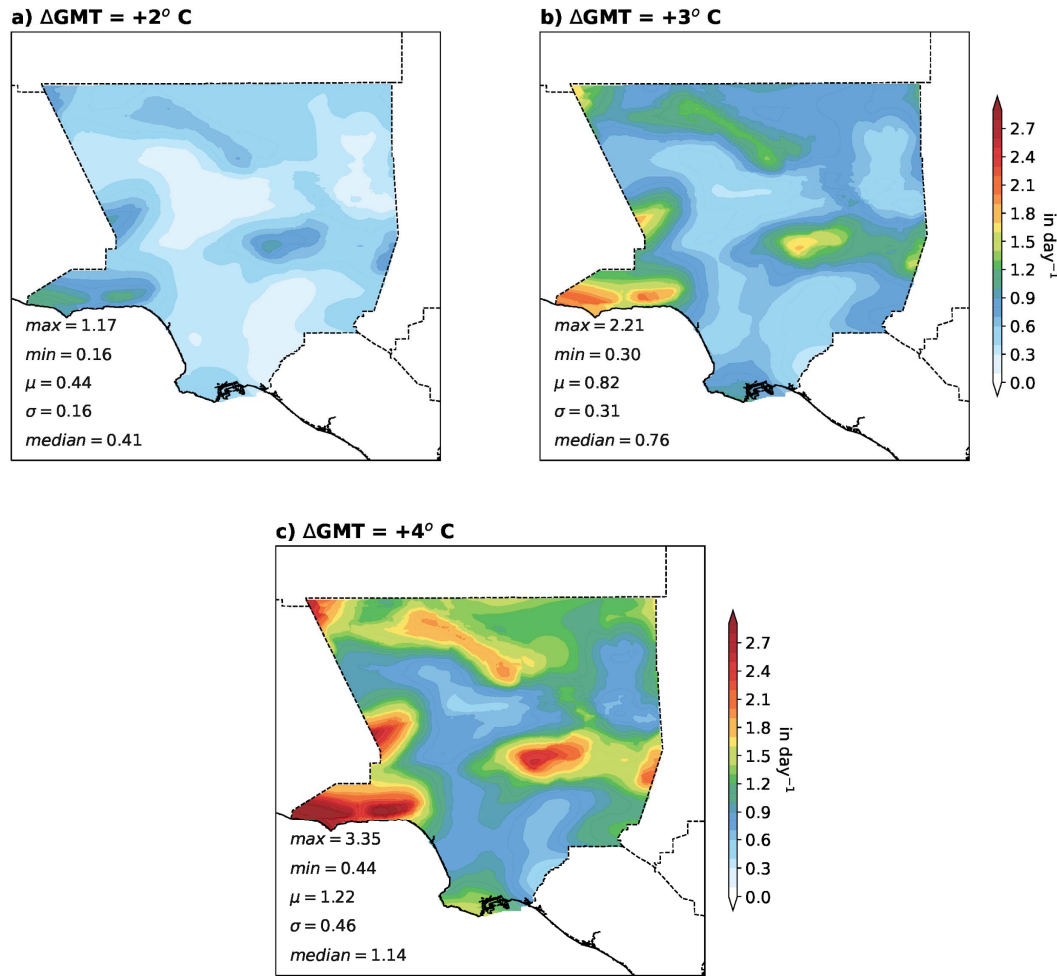 a) ΔGMT = +2° C
b) ΔGMT = +3° C
max = 1.17
min = 0.16
μ = 0.44
σ = 0.16
median = 0.41
max = 2.21
min = 0.30
μ = 0.82
σ = 0.31
median = 0.76
2.7
2.4
2.1
1.8
1.5
1.2
0.9
0.6
0.3
0.0
in day⁻¹
c) ΔGMT = +4° C
max = 3.35
min = 0.44
μ = 1.22
σ = 0.46
median = 1.14
2.7
2.4
2.1
1.8
1.5
1.2
0.9
0.6
0.3
0.0
in day⁻¹